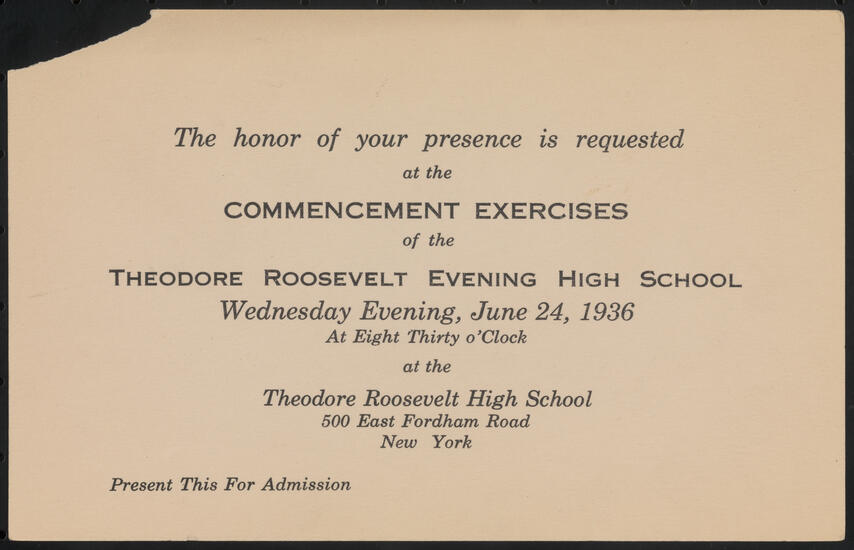 The honor of your presence is requested
at the
COMMENCEMENT EXERCISES
of the
THEODORE ROOSEVELT EVENING HIGH SCHOOL
Wednesday Evening, June 24, 1936
At Eight Thirty o'Clock
at the
Theodore Roosevelt High School
500 East Fordham Road
New York
Present This For Admission